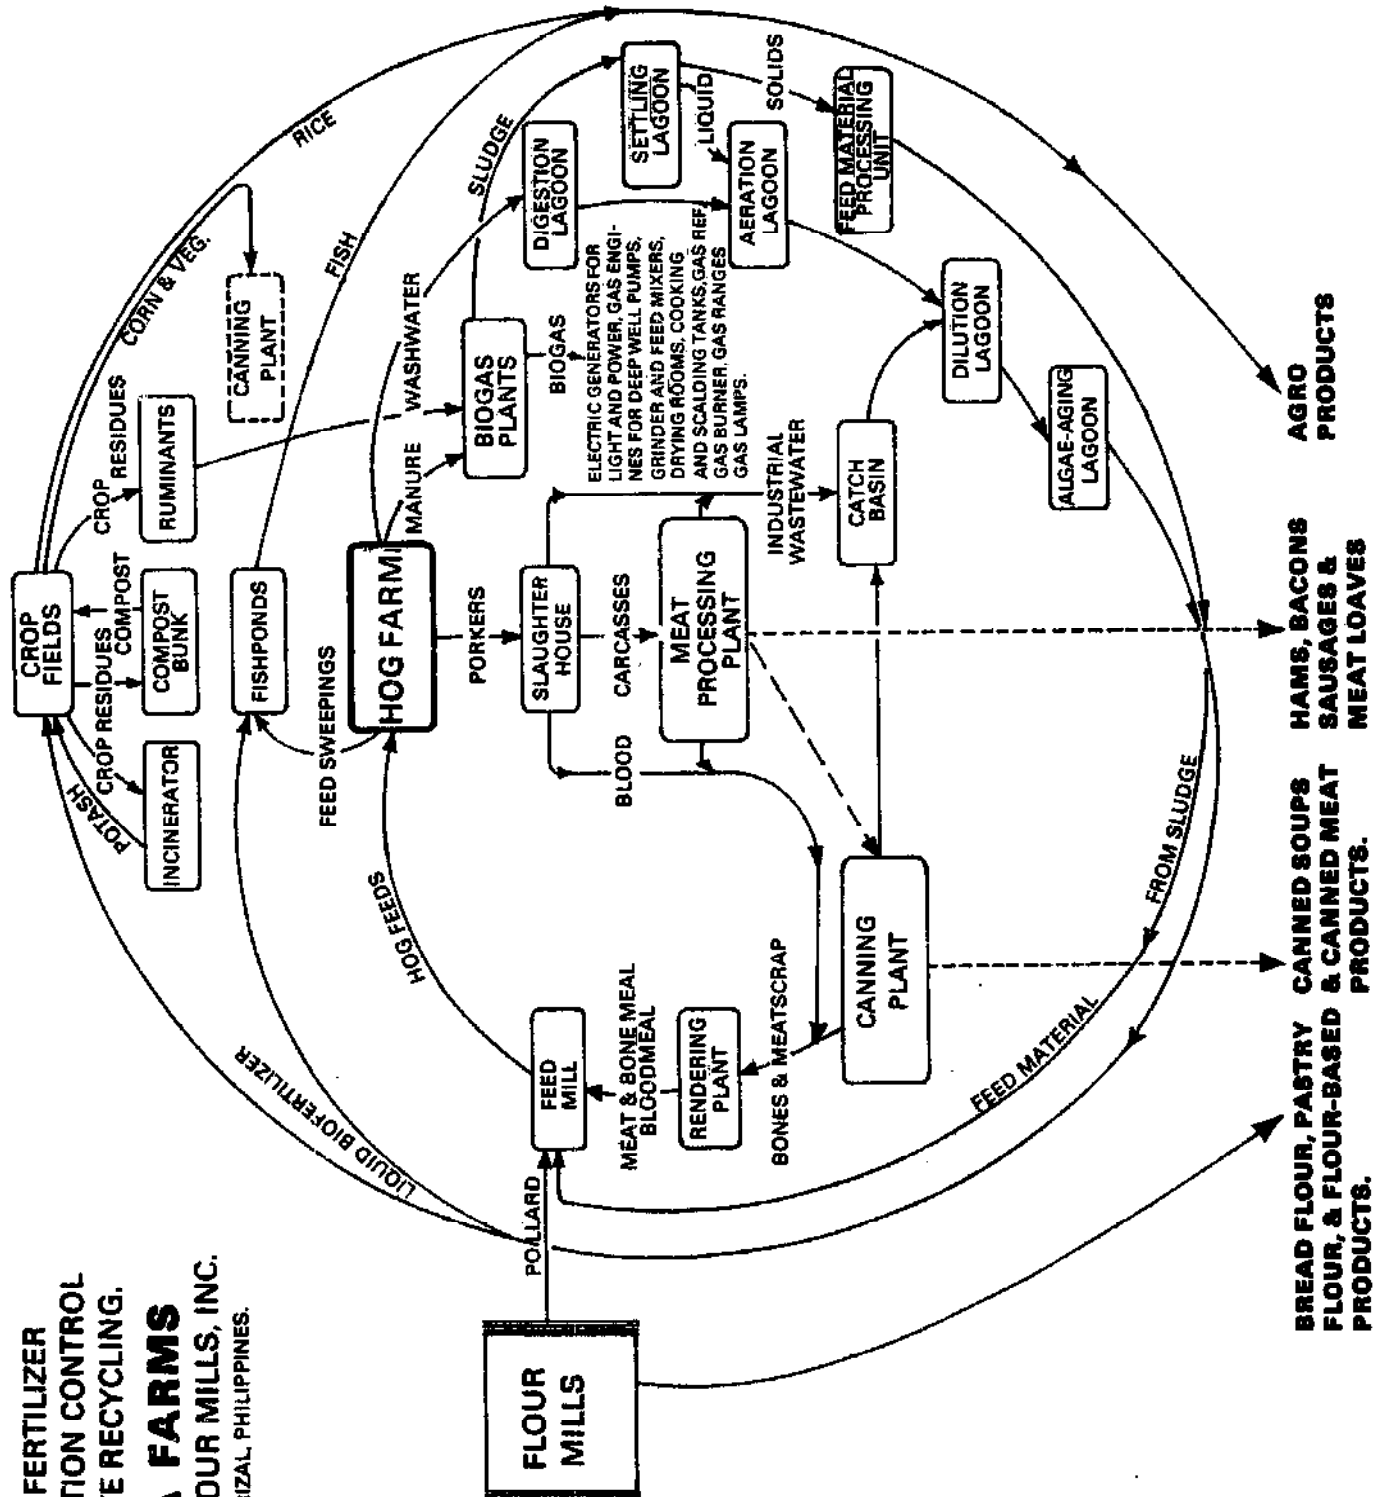 FERTILIZER
TION CONTROL
E RECYCLING.
FARMS
OUR MILLS, INC.
IZAL, PHILIPPINES.
FLOUR
MILLS
POLLARD
LIQUID BIOFERTILIZER
FEED
MILL
MEAT & BONE MEAL
BLOODMEAL
RENDERING
PLANT
BONES & MEATSCRAP
HOG FEEDS
CANNING
PLANT
FEED MATERIAL
FROM SLUDGE
CROP
FIELDS
POTASH
CROP RESIDUES
INCINERATOR
COMPOST
COMPOST
BUNK
CROP
RESIDUES
RUMINANTS
CORN & VEG.
CANNING
PLANT
RICE
FISH
FISHPONDS
FEED SWEEPINGS
HOG FARM
MANURE
WASHWATER
PORKERS
SLAUGHTER
HOUSE
BLOOD
CARCASSES
MEAT
PROCESSING
PLANT
INDUSTRIAL
WASTEWATER
CATCH
BASIN
BIOGAS
PLANTS
BIOGAS
ELECTRIC GENERATORS FOR
LIGHT AND POWER, GAS ENGI-
NES FOR DEEP WELL PUMPS,
GRINDER AND FEED MIXERS,
DRYING ROOMS, COOKING
AND SCALDING TANKS, GAS REF.
GAS BURNER, GAS RANGES
GAS LAMPS.
SLUDGE
DIGESTION
LAGOON
SETTLING
LAGOON
LIQUID
SOLIDS
AERATION
LAGOON
FEED MATERIAL
PROCESSING
UNIT
DILUTION
LAGOON
ALGAE-AGING
LAGOON
BREAD FLOUR, PASTRY
FLOUR, & FLOUR-BASED
PRODUCTS.
CANNED SOUPS
& CANNED MEAT
PRODUCTS.
HAMS, BACONS
SAUSAGES &
MEAT LOAVES
AGRO
PRODUCTS